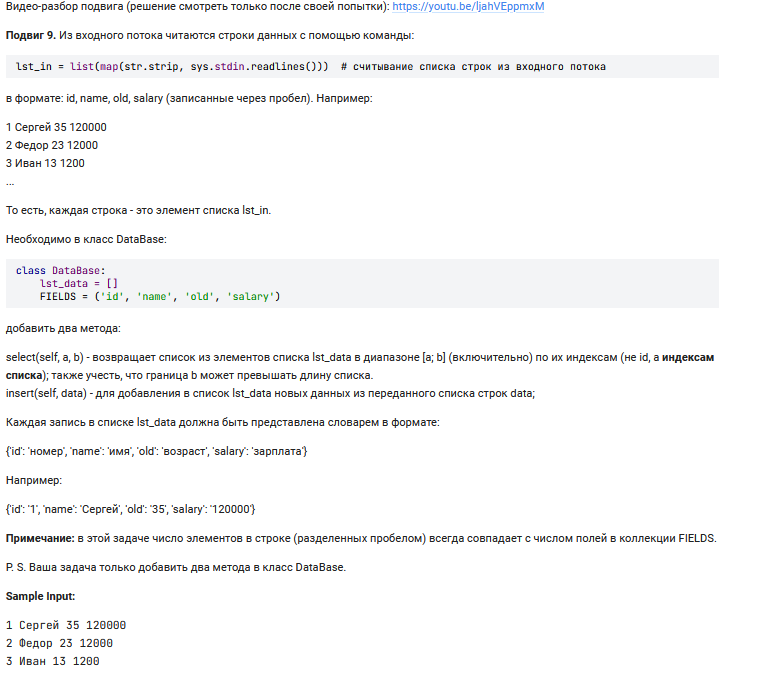 Видео-разбор подвига (решение смотреть только после своей попытки): https://youtu.be/ljahVEppmxM
Подвиг 9. Из входного потока читаются строки данных с помощью команды:
lst_in = list(map(str.strip, sys.stdin.readlines()))  # считывание списка строк из входного потока
в формате: id, name, old, salary (записанные через пробел). Например:
1 Сергей 35 120000
2 Федор 23 12000
3 Иван 13 1200
...
То есть, каждая строка - это элемент списка lst_in.
Необходимо в класс DataBase:
class DataBase:
    lst_data = []
    FIELDS = ('id', 'name', 'old', 'salary')
добавить два метода:
select(self, a, b) - возвращает список из элементов списка lst_data в диапазоне [a; b] (включительно) по их индексам (не id, а индексам
списка); также учесть, что граница b может превышать длину списка.
insert(self, data) - для добавления в список lst_data новых данных из переданного списка строк data;
Каждая запись в списке lst_data должна быть представлена словарем в формате:
{'id': 'номер', 'name': 'имя', 'old': 'возраст', 'salary': 'зарплата'}
Например:
{'id': '1', 'name': 'Сергей', 'old': '35', 'salary': '120000'}
Примечание: в этой задаче число элементов в строке (разделенных пробелом) всегда совпадает с числом полей в коллекции FIELDS.
P. S. Ваша задача только добавить два метода в класс DataBase.
Sample Input:
1 Сергей 35 120000
2 Федор 23 12000
3 Иван 13 1200